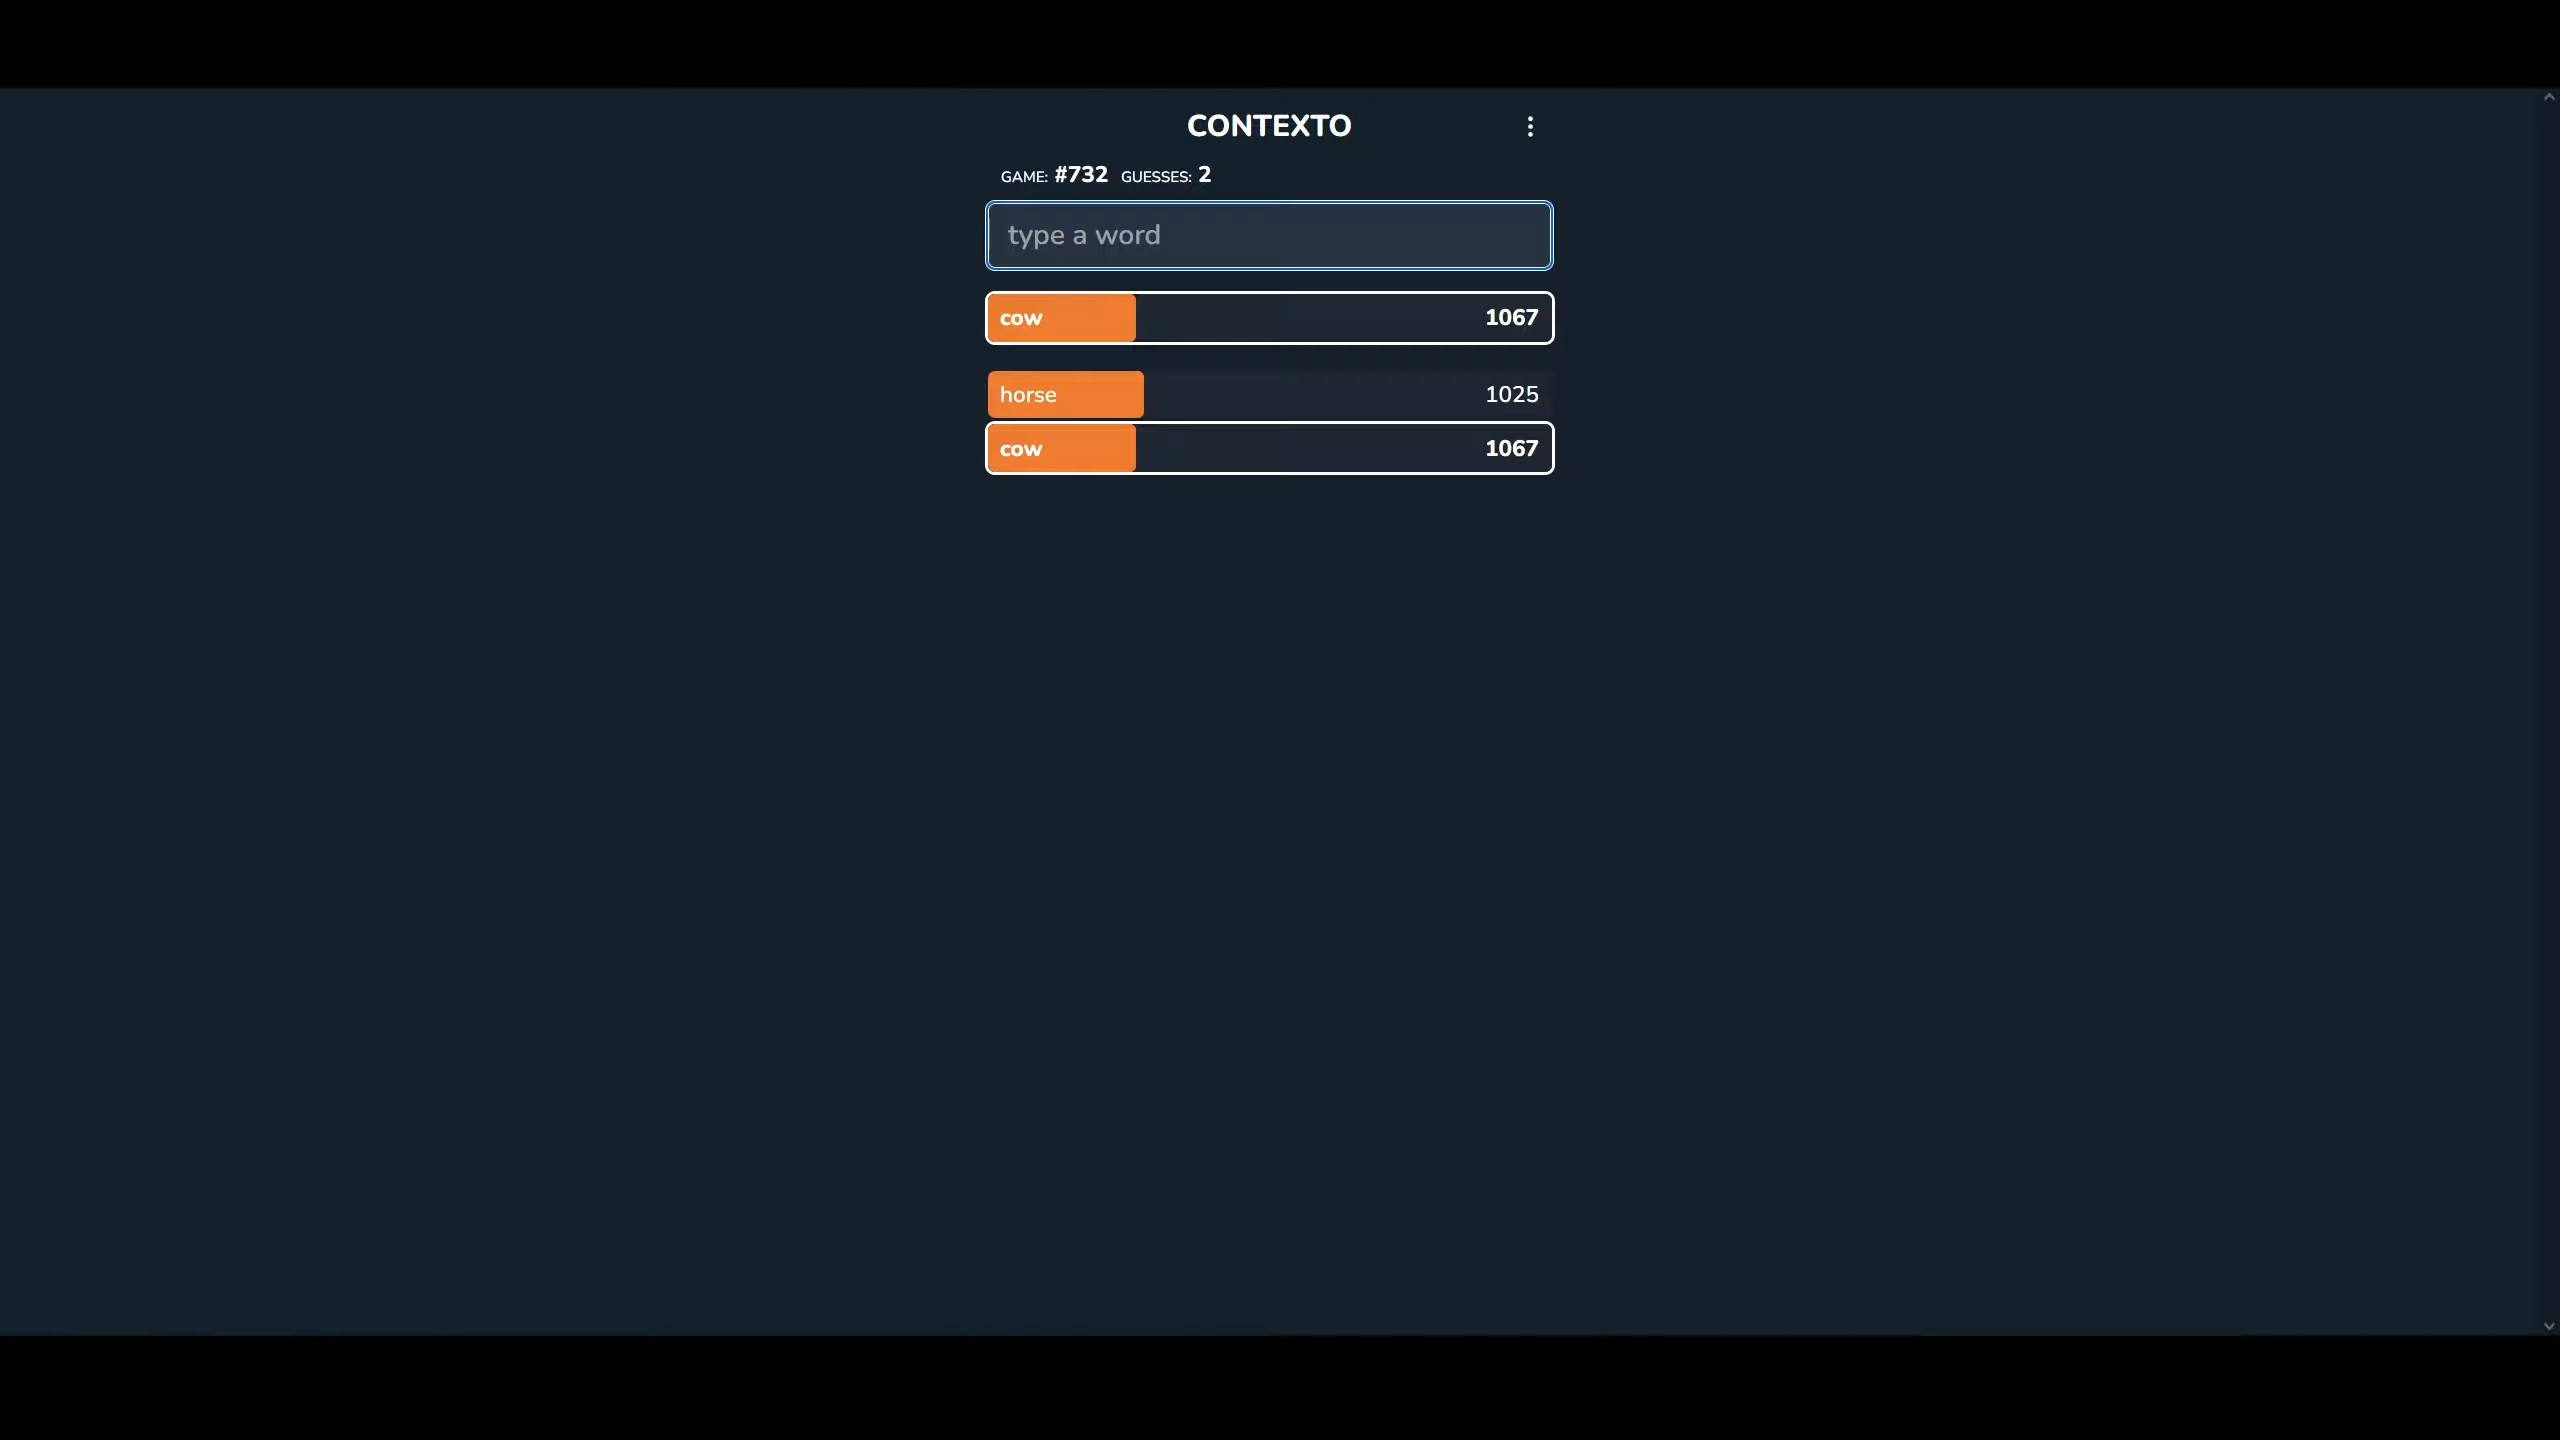 CONTEXTO
GAME: #732 GUESSES: 2
type a word
cow 1067
horse 1025
cow 1067